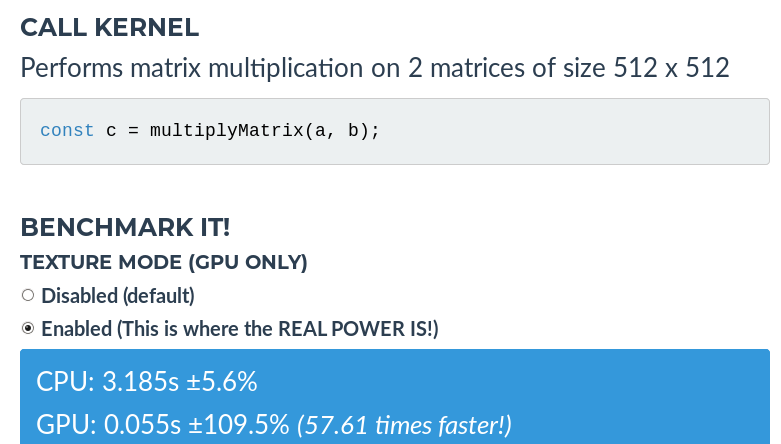 CALL KERNEL
Performs matrix multiplication on 2 matrices of size 512 x 512
const c = multiplyMatrix(a, b);
BENCHMARK IT!
TEXTURE MODE (GPU ONLY)
Disabled (default)
Enabled (This is where the REAL POWER IS!)
CPU: 3.185s ±5.6%
GPU: 0.055s ±109.5% (57.61 times faster!)